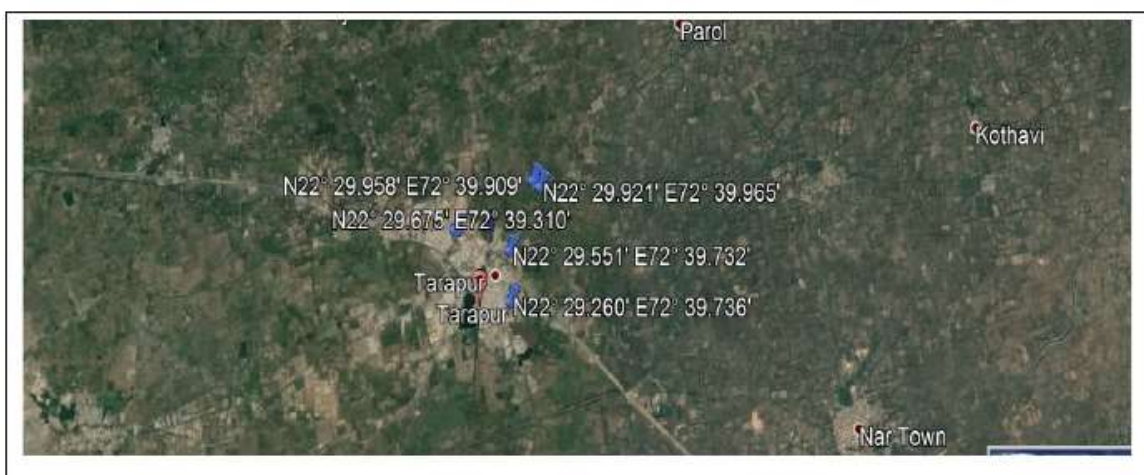 Parol
Kothavi
N22° 29.958' E72° 39.909'
N22° 29.921' E72° 39.965'
N22° 29.675' E72° 39.310'
N22° 29.551' E72° 39.732'
Tarapur
N22° 29.260' E72° 39.736'
Tarapur
Nar Town